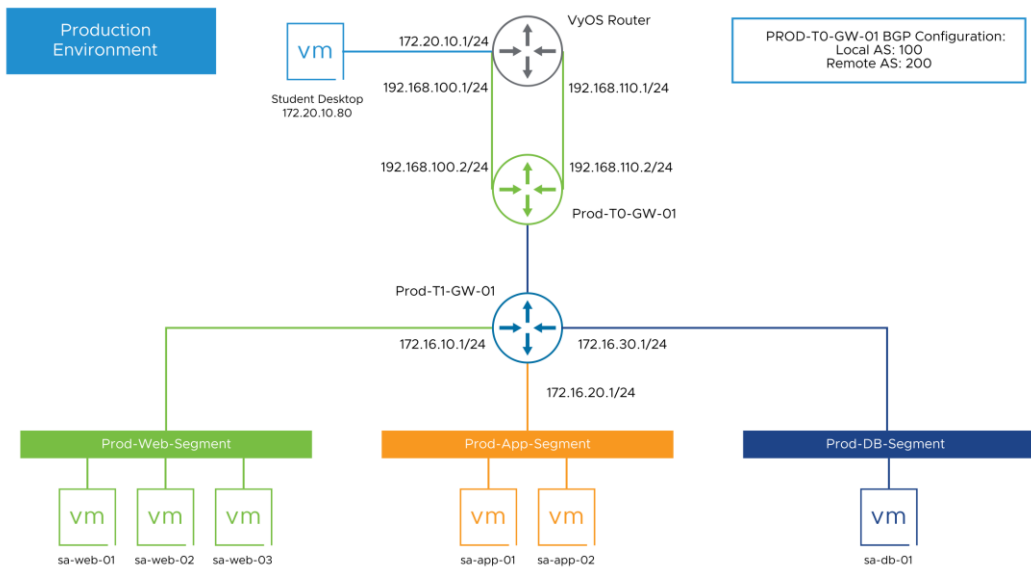 Production
Environment
VyOS Router
PROD-T0-GW-01 BGP Configuration:
Local AS: 100
Remote AS: 200
vm
172.20.10.1/24
Student Desktop
172.20.10.80
192.168.100.1/24
192.168.110.1/24
192.168.100.2/24
192.168.110.2/24
Prod-T0-GW-01
Prod-T1-GW-01
172.16.10.1/24
172.16.30.1/24
172.16.20.1/24
Prod-Web-Segment
Prod-App-Segment
Prod-DB-Segment
vm
vm
vm
vm
vm
vm
sa-web-01
sa-web-02
sa-web-03
sa-app-01
sa-app-02
sa-db-01